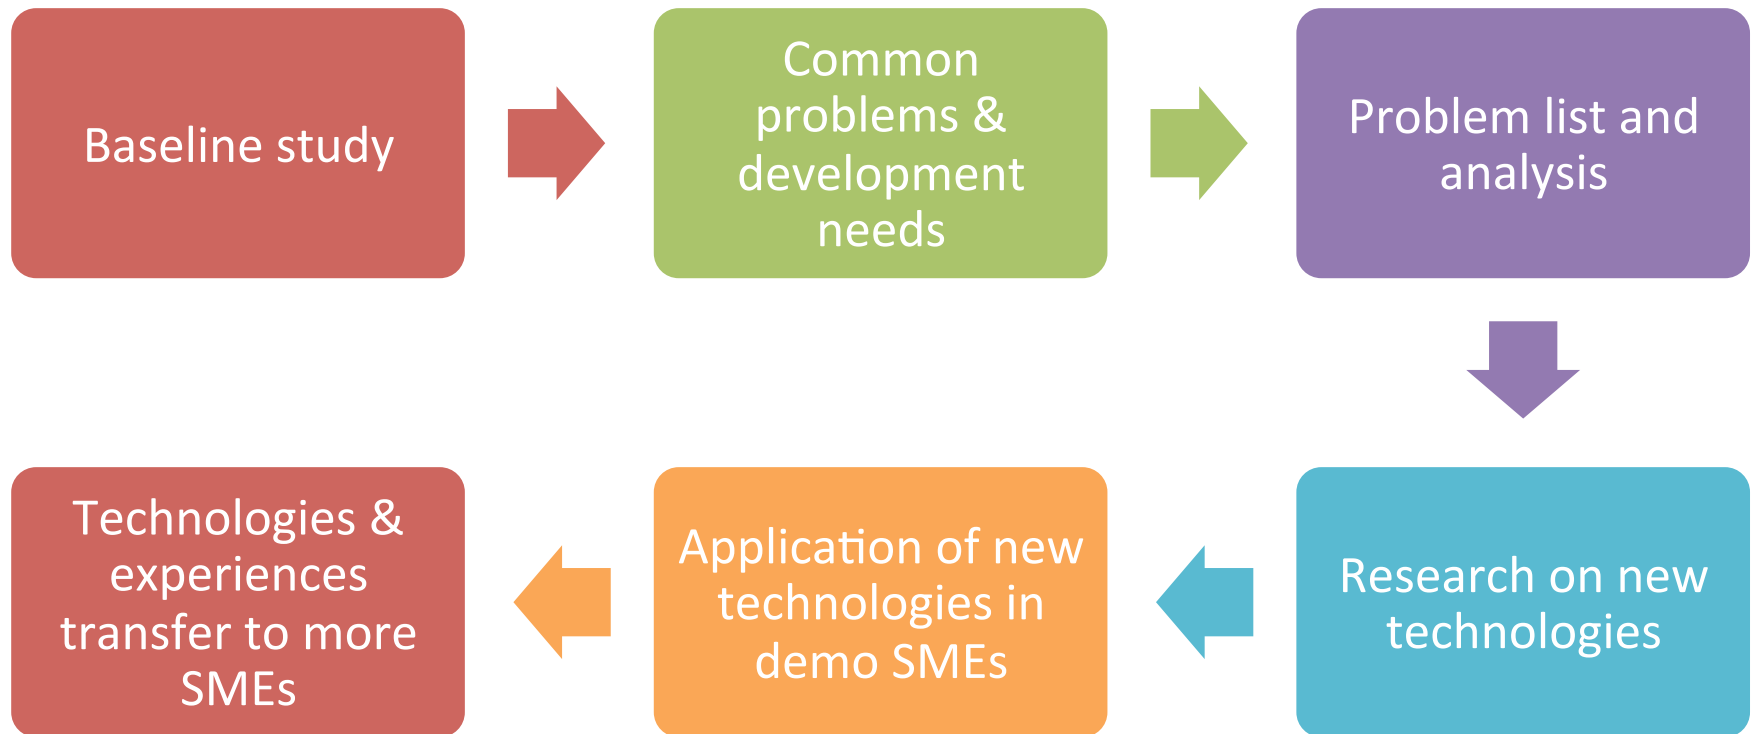 Baseline study
Common
problems &
development
needs
Problem list and
analysis
Research on new
technologies
Application of new
technologies in
demo SMEs
Technologies &
experiences
transfer to more
SMEs